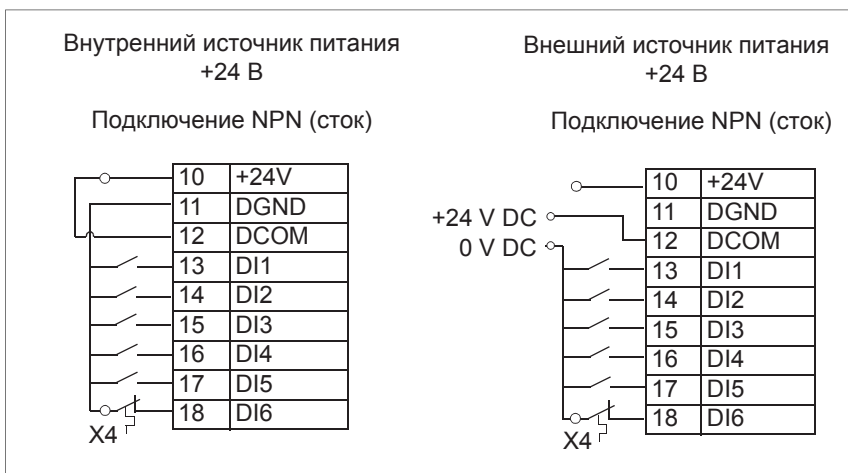 Внутренний источник питания
+24 В
Подключение NPN (сток)
10 +24V
11 DGND
12 DCOM
13 DI1
14 DI2
15 DI3
16 DI4
17 DI5
18 DI6
X4
Внешний источник питания
+24 В
Подключение NPN (сток)
+24 V DC
0 V DC
10 +24V
11 DGND
12 DCOM
13 DI1
14 DI2
15 DI3
16 DI4
17 DI5
18 DI6
X4